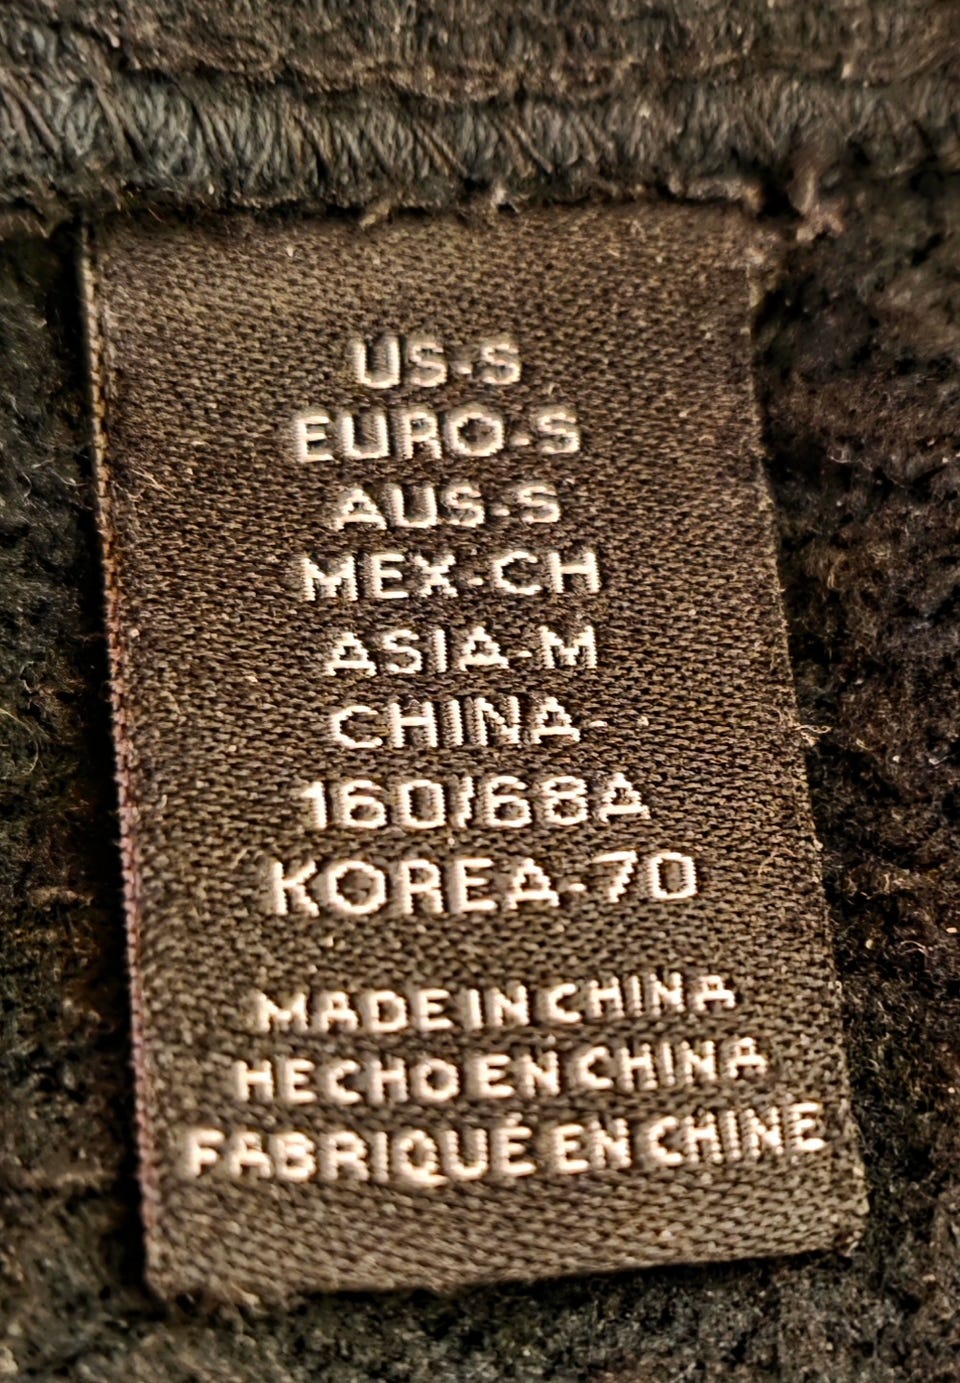 US-S
EURO-S
AUS-S
MEX-CH
ASIA-M
CHINA-
160/68A
KOREA-70
MADE IN CHINA
HECHO EN CHINA
FABRIQUÉ EN CHINE